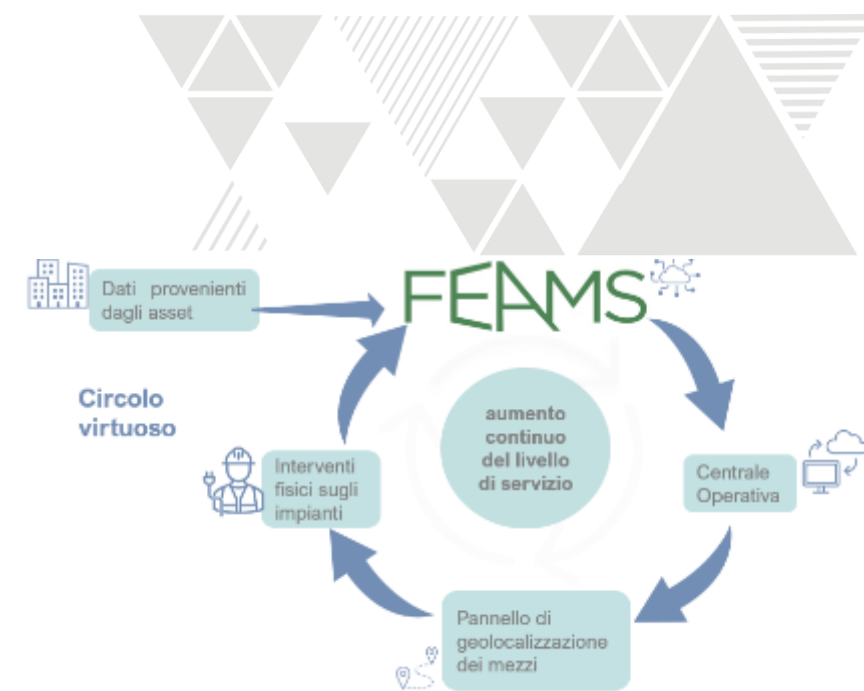 FEAMS
Dati provenienti
dagli asset
Circolo
virtuoso
aumento
continuo
del livello
di servizio
Interventi
fisici sugli
impianti
Centrale
Operativa
Pannello di
geolocalizzazione
dei mezzi